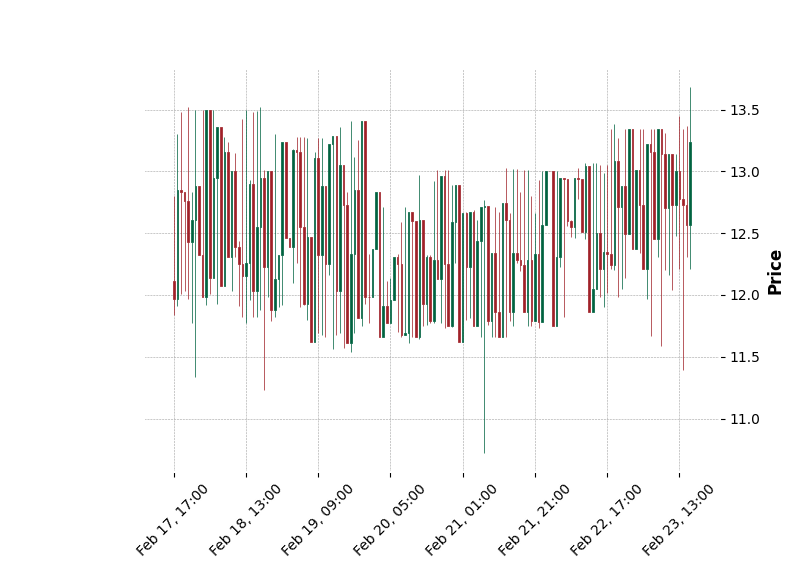 13.5
13.0
12.5
12.0
11.5
11.0
Price
Feb 17, 17:00
Feb 18, 13:00
Feb 19, 09:00
Feb 20, 05:00
Feb 21, 01:00
Feb 21, 21:00
Feb 22, 17:00
Feb 23, 13:00